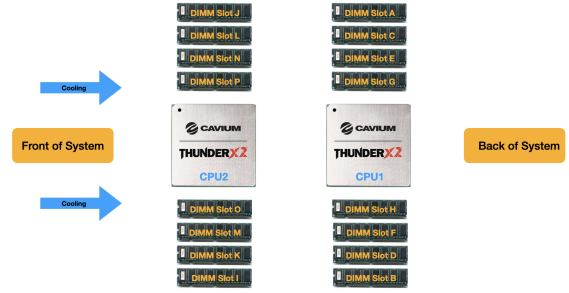 DIMM Slot J
DIMM Slot A
DIMM Slot L
DIMM Slot C
DIMM Slot N
DIMM Slot E
DIMM Slot P
DIMM Slot G
Cooling
CAVIUM
CAVIUM
Front of System
THUNDERX2
THUNDERX2
Back of System
CPU2
CPU1
Cooling
DIMM Slot O
DIMM Slot H
DIMM Slot M
DIMM Slot F
DIMM Slot K
DIMM Slot D
DIMM Slot I
DIMM Slot B